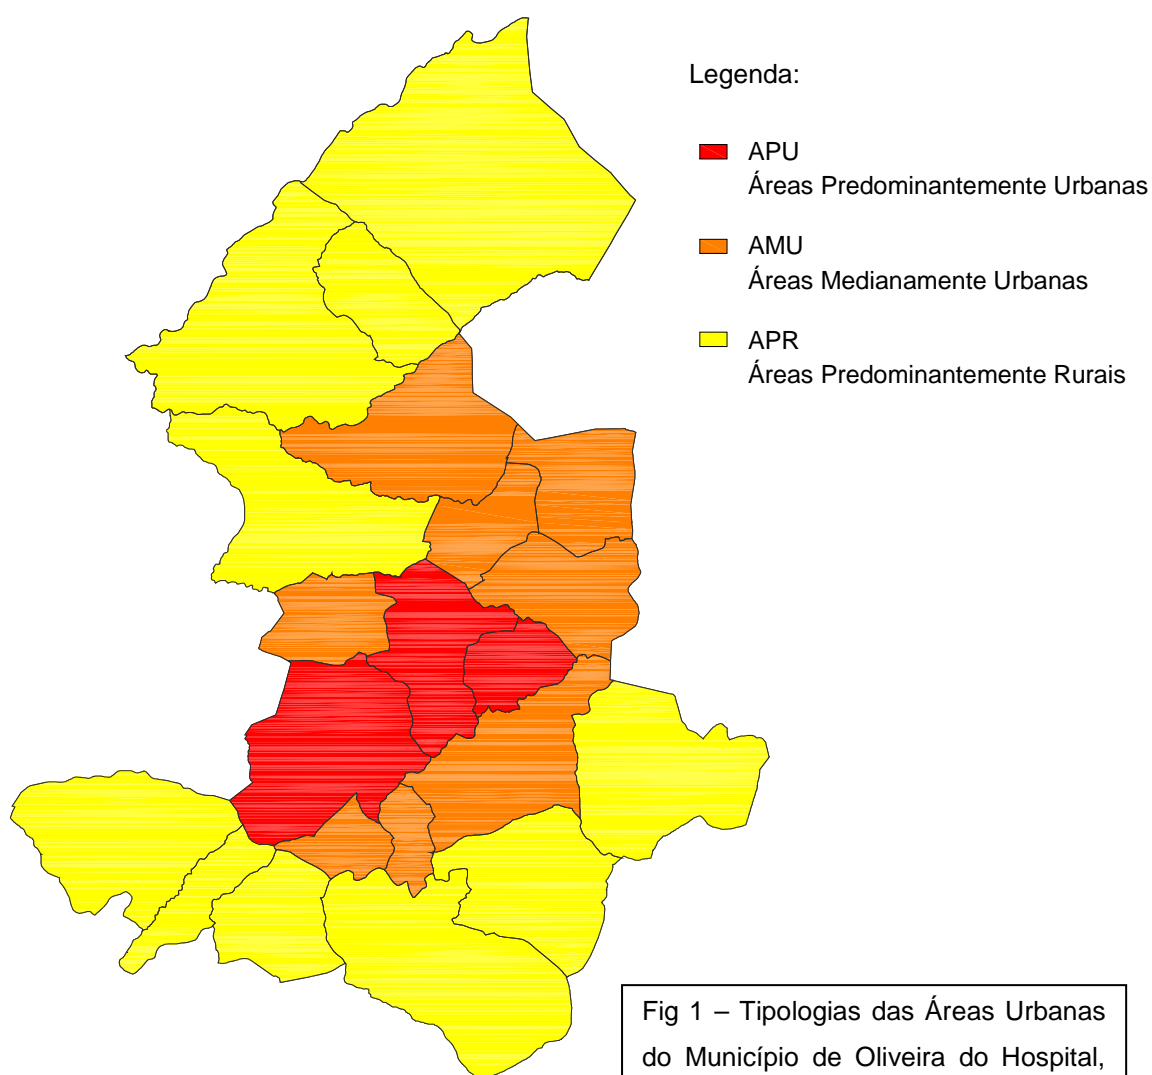 Legenda:
APU
Áreas Predominantemente Urbanas
AMU
Áreas Medianamente Urbanas
APR
Áreas Predominantemente Rurais
Fig 1 – Tipologias das Áreas Urbanas
do Município de Oliveira do Hospital,